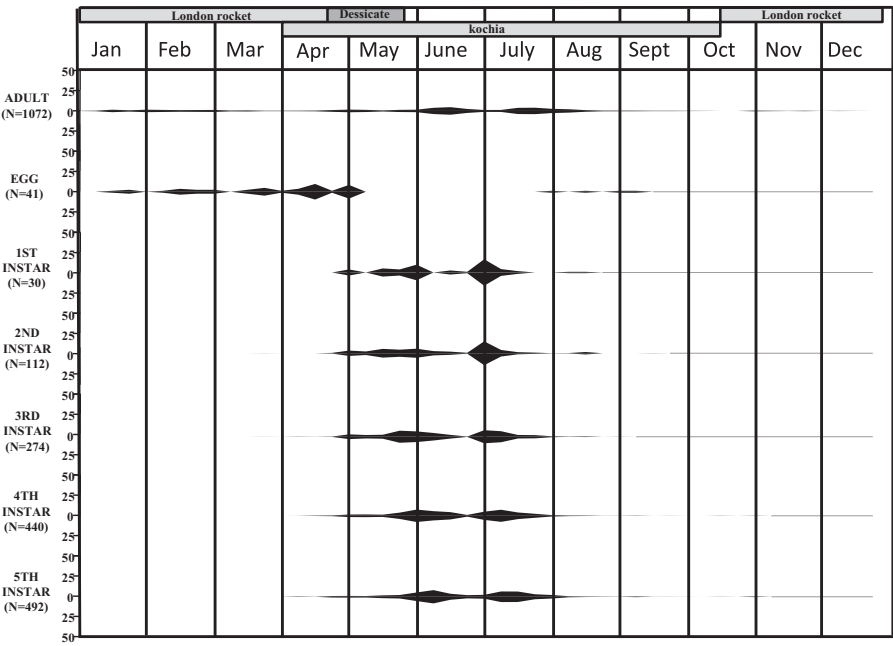 London rocket Dessicate London rocket
kochia
Jan Feb Mar Apr May June July Aug Sept Oct Nov Dec
50
25
ADULT
(N=1072)
0
25
50
25
EGG
(N=41)
0
25
50
25
1ST
INSTAR
(N=30)
0
25
50
25
2ND
INSTAR
(N=112)
0
25
50
25
3RD
INSTAR
(N=274)
0
25
50
25
4TH
INSTAR
(N=440)
0
25
50
25
5TH
INSTAR
(N=492)
0
25
50